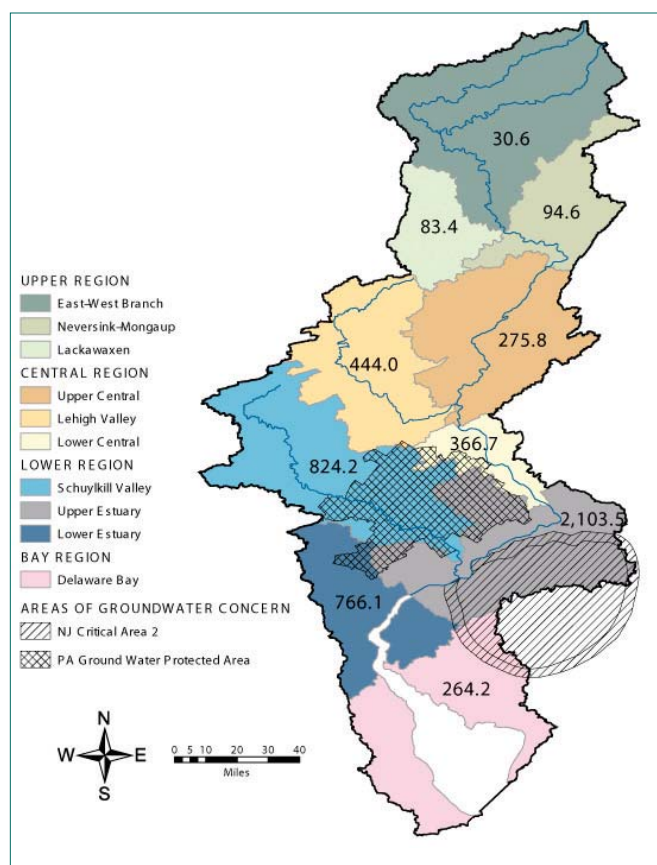 30.6
94.6
83.4
275.8
444.0
366.7
824.2
2,103.5
766.1
264.2
UPPER REGION
East-West Branch
Neversink-Mongaup
Lackawaxen
CENTRAL REGION
Upper Central
Lehigh Valley
Lower Central
LOWER REGION
Schuylkill Valley
Upper Estuary
Lower Estuary
BAY REGION
Delaware Bay
AREAS OF GROUNDWATER CONCERN
NJ Critical Area 2
PA Ground Water Protected Area
N
W E
S
0 5 10 20 30 40
Miles